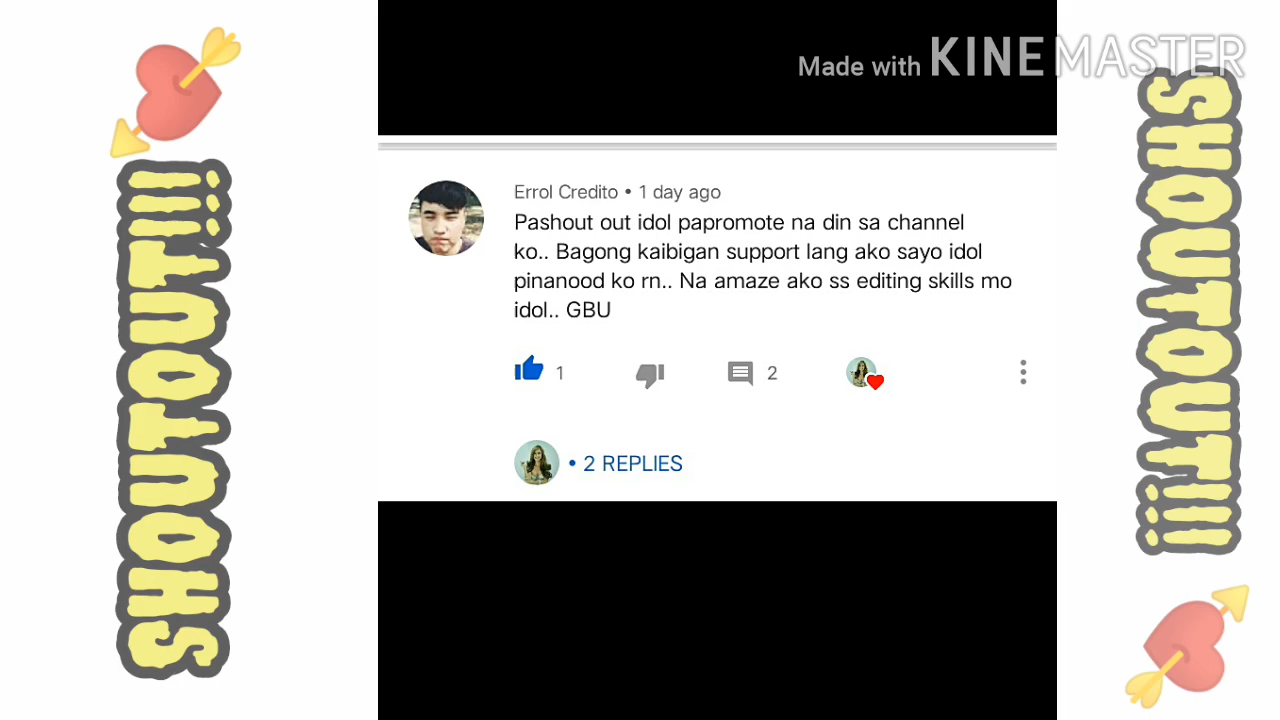 Made with KINEMASTER
SHOUTOUT!!!
SHOUTOUT!!!
Errol Credito • 1 day ago
Pashout out idol papromote na din sa channel
ko.. Bagong kaibigan support lang ako sayo idol
pinanood ko rn.. Na amaze ako ss editing skills mo
idol.. GBU
1
2
• 2 REPLIES